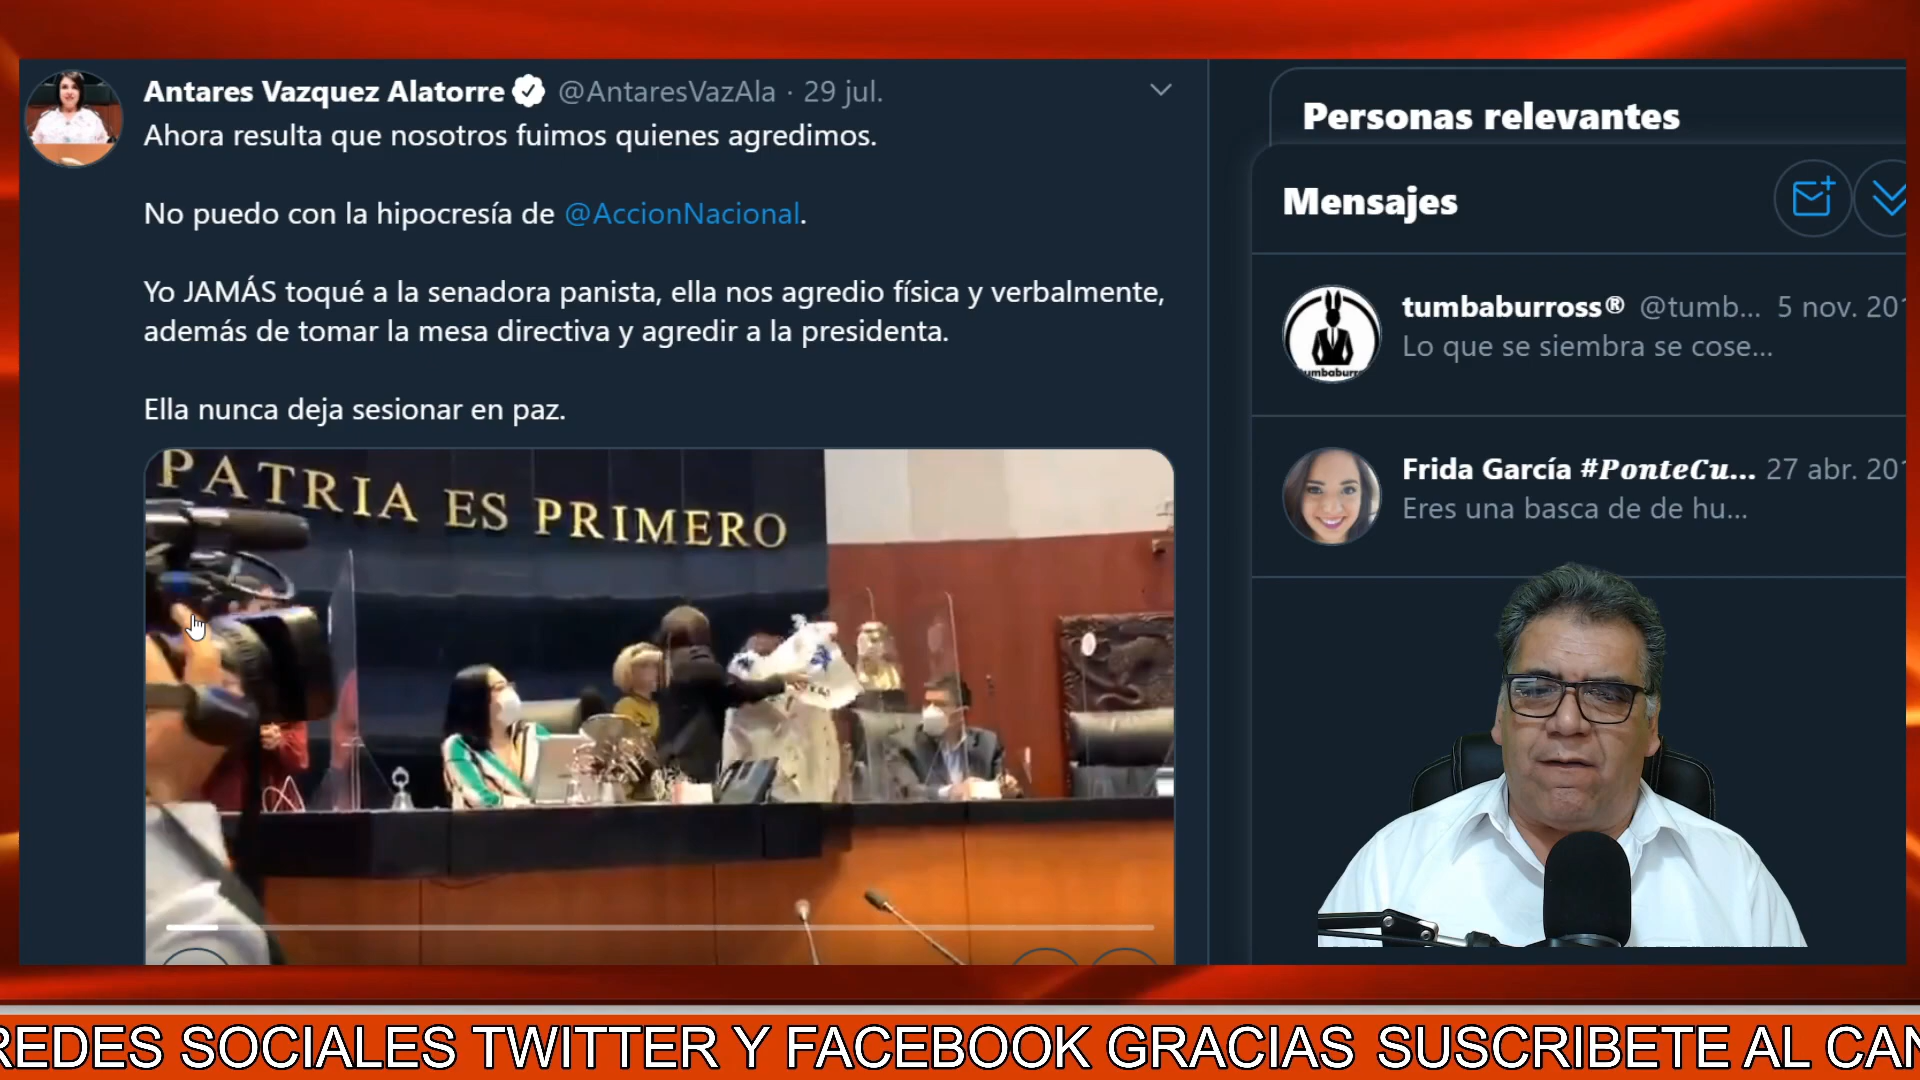 Antares Vazquez Alatorre @AntaresVazAla · 29 jul.
Ahora resulta que nosotros fuimos quienes agredimos.
No puedo con la hipocresía de @AccionNacional.
Yo JAMÁS toqué a la senadora panista, ella nos agredio física y verbalmente,
además de tomar la mesa directiva y agredir a la presidenta.
Ella nunca deja sesionar en paz.
PATRIA ES PRIMERO
Personas relevantes
Mensajes
tumbaburross® @tumb... 5 nov. 201
Lo que se siembra se cose...
Frida García #PonteCu... 27 abr. 201
Eres una basca de de hu...
REDES SOCIALES TWITTER Y FACEBOOK GRACIAS SUSCRIBETE AL CAN